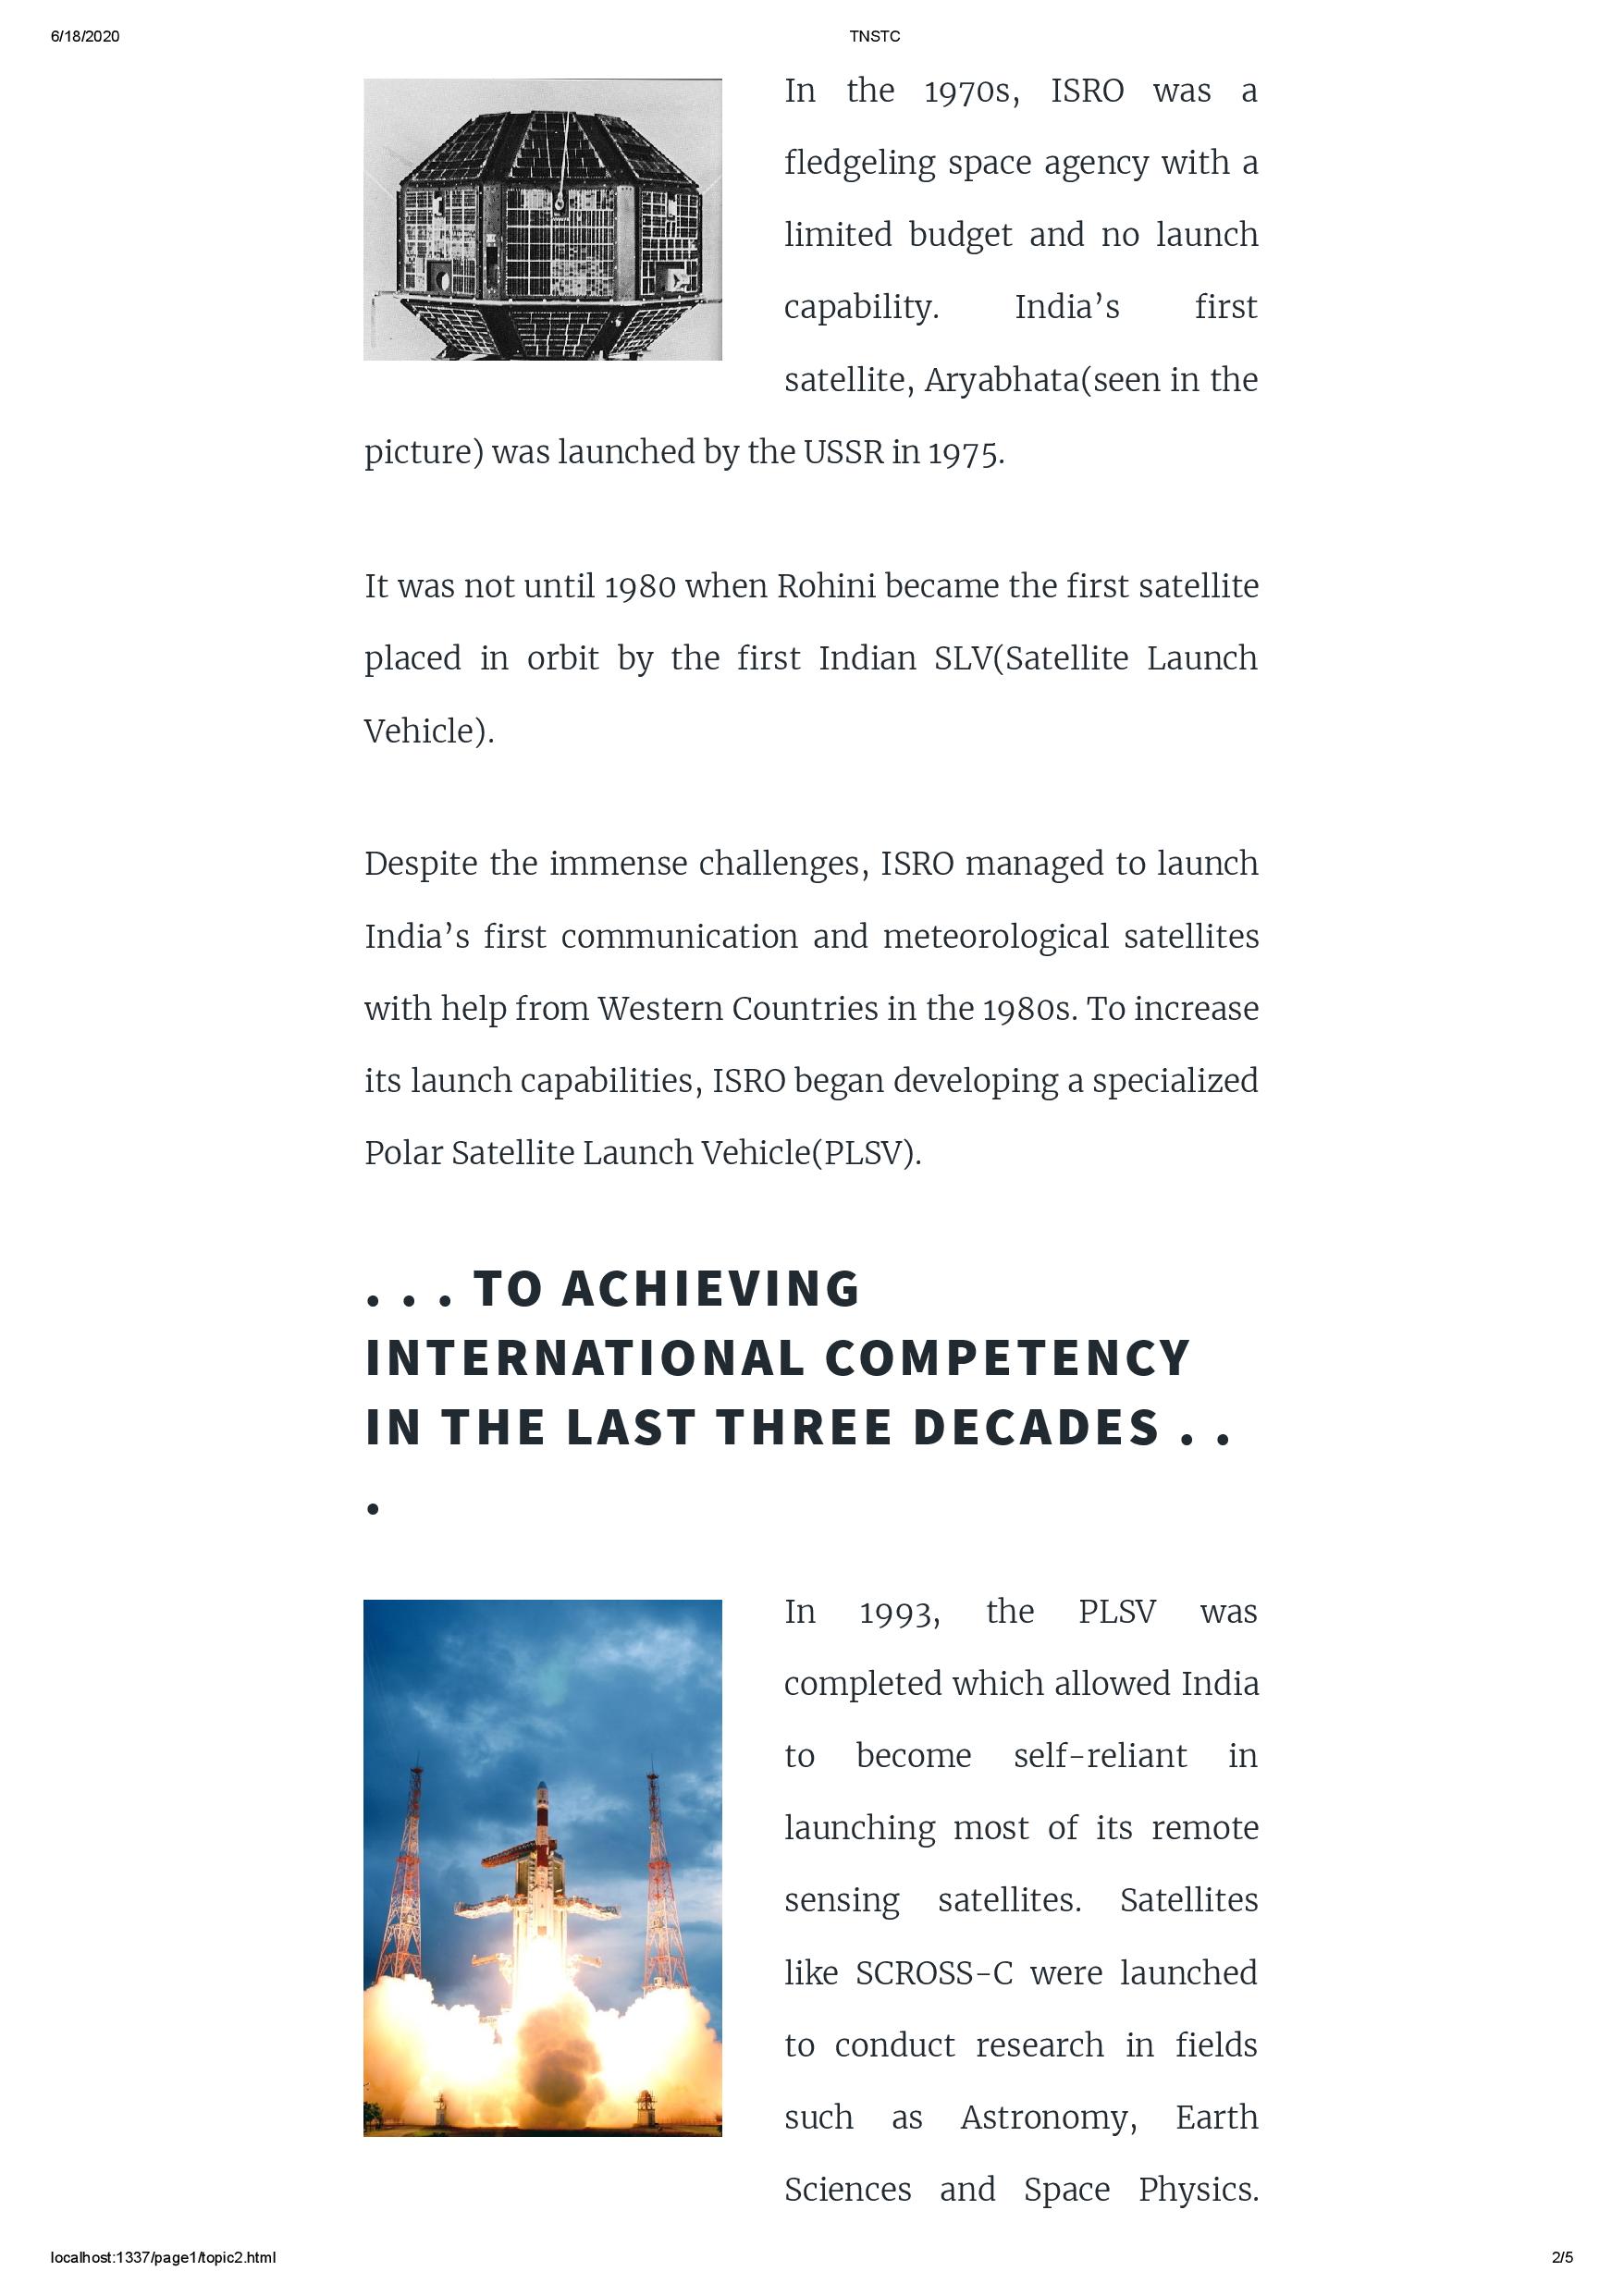 6/18/2020 TNSTC
In the 1970s, ISRO was a
fledgeling space agency with a
limited budget and no launch
capability. India’s first
satellite, Aryabhata(seen in the
picture) was launched by the USSR in 1975.
It was not until 1980 when Rohini became the first satellite
placed in orbit by the first Indian SLV(Satellite Launch
Vehicle).
Despite the immense challenges, ISRO managed to launch
India’s first communication and meteorological satellites
with help from Western Countries in the 1980s. To increase
its launch capabilities, ISRO began developing a specialized
Polar Satellite Launch Vehicle(PLSV).
. . . TO ACHIEVING
INTERNATIONAL COMPETENCY
IN THE LAST THREE DECADES . .
.
In 1993, the PLSV was
completed which allowed India
to become self-reliant in
launching most of its remote
sensing satellites. Satellites
like SCROSS-C were launched
to conduct research in fields
such as Astronomy, Earth
Sciences and Space Physics.
localhost:1337/page1/topic2.html 2/5